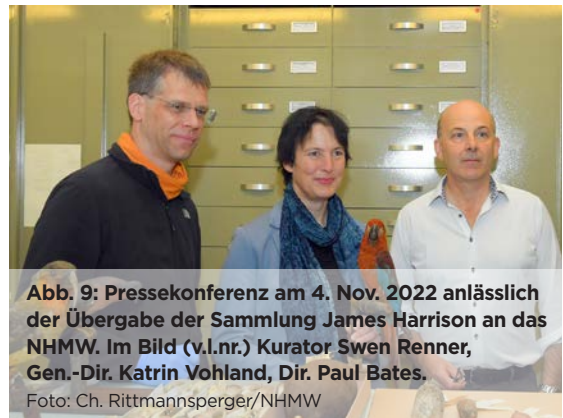 Abb. 9: Pressekonferenz am 4. Nov. 2022 anlässlich
der Übergabe der Sammlung James Harrison an das
NHMW. Im Bild (v.l.nr.) Kurator Swen Renner,
Gen.-Dir. Katrin Vohland, Dir. Paul Bates.
Foto: Ch. Rittmannsperger/NHMW